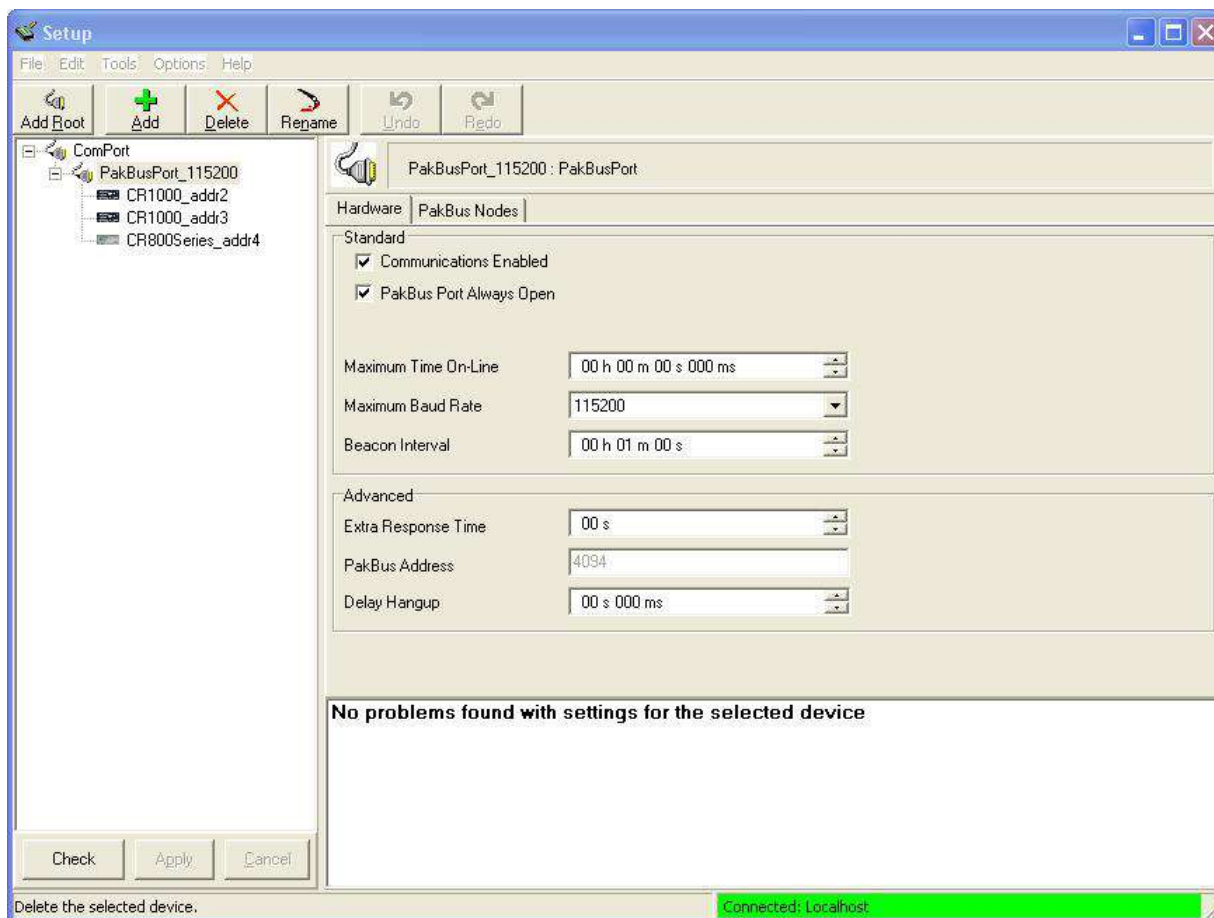 Setup
File Edit Tools Options Help
Add Root Add Delete Rename Undo Redo
ComPort
PakBusPort_115200
CR1000_addr2
CR1000_addr3
CR800Series_addr4
PakBusPort_115200 : PakBusPort
Hardware PakBus Nodes
Standard
Communications Enabled
PakBus Port Always Open
Maximum Time On-Line 00 h 00 m 00 s 000 ms
Maximum Baud Rate 115200
Beacon Interval 00 h 01 m 00 s
Advanced
Extra Response Time 00 s
PakBus Address 4094
Delay Hangup 00 s 000 ms
No problems found with settings for the selected device
Check Apply Cancel
Delete the selected device. Connected: Localhost